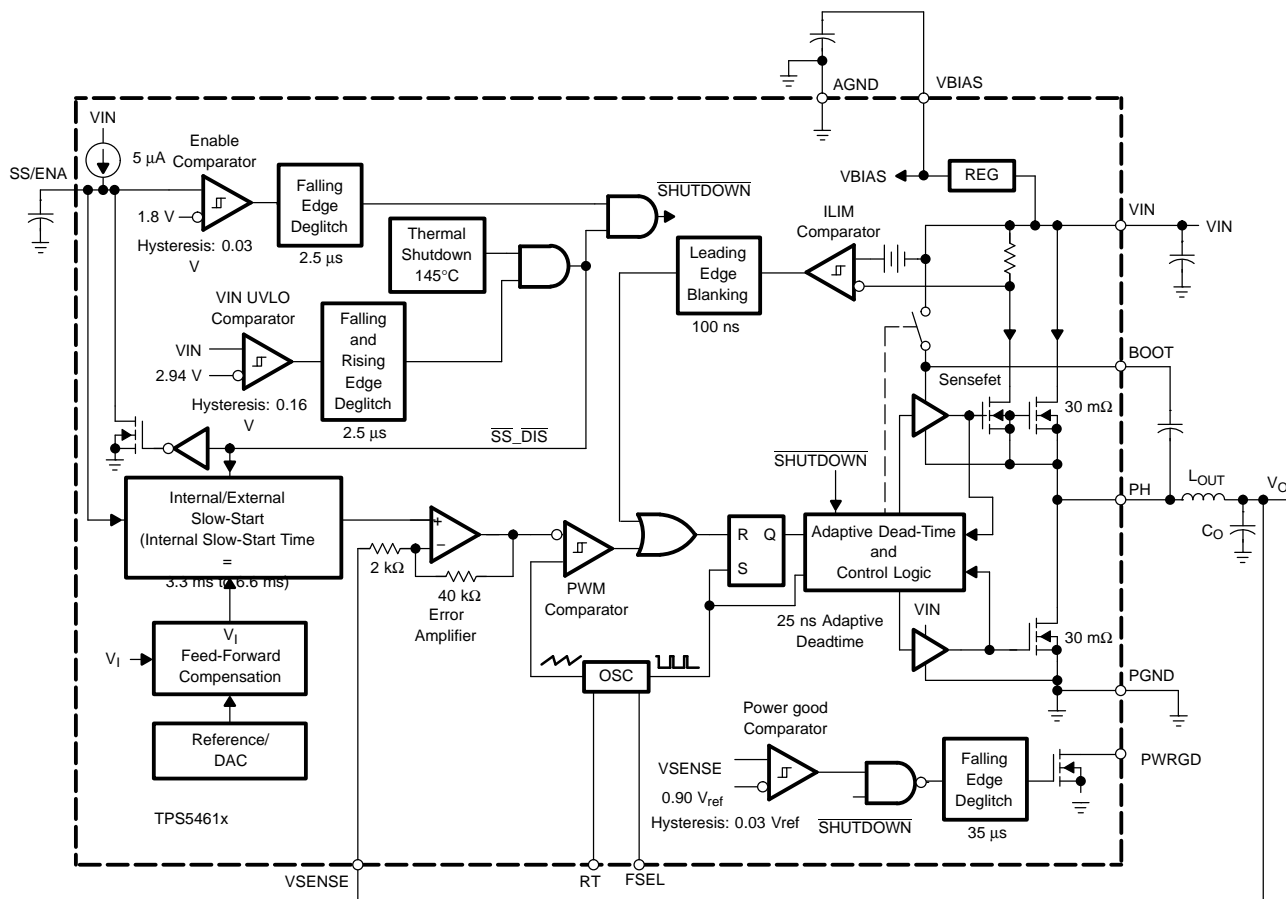 AGND
VBIAS
VIN
5 µA
Enable
Comparator
SS/ENA
1.8 V
Hysteresis: 0.03
V
Falling
Edge
Deglitch
2.5 µs
SHUTDOWN
VBIAS
REG
Thermal
Shutdown
145°C
Leading
Edge
Blanking
100 ns
ILIM
Comparator
VIN
VIN
VIN UVLO
Comparator
VIN
2.94 V
Hysteresis: 0.16
V
Falling
and
Rising
Edge
Deglitch
2.5 µs
SS_DIS
BOOT
Sensefet
30 mΩ
SHUTDOWN
PH
LOUT
VO
CO
Internal/External
Slow-Start
(Internal Slow-Start Time
=
3.3 ms to 6.6 ms)
+
−
2 kΩ
40 kΩ
Error
Amplifier
PWM
Comparator
R
Q
S
Adaptive Dead-Time
and
Control Logic
25 ns Adaptive
Deadtime
VIN
30 mΩ
PGND
VI
VI
Feed-Forward
Compensation
OSC
Reference/
DAC
Power good
Comparator
VSENSE
0.90 Vref
Hysteresis: 0.03 Vref
SHUTDOWN
Falling
Edge
Deglitch
35 µs
PWRGD
TPS5461x
VSENSE
RT
FSEL